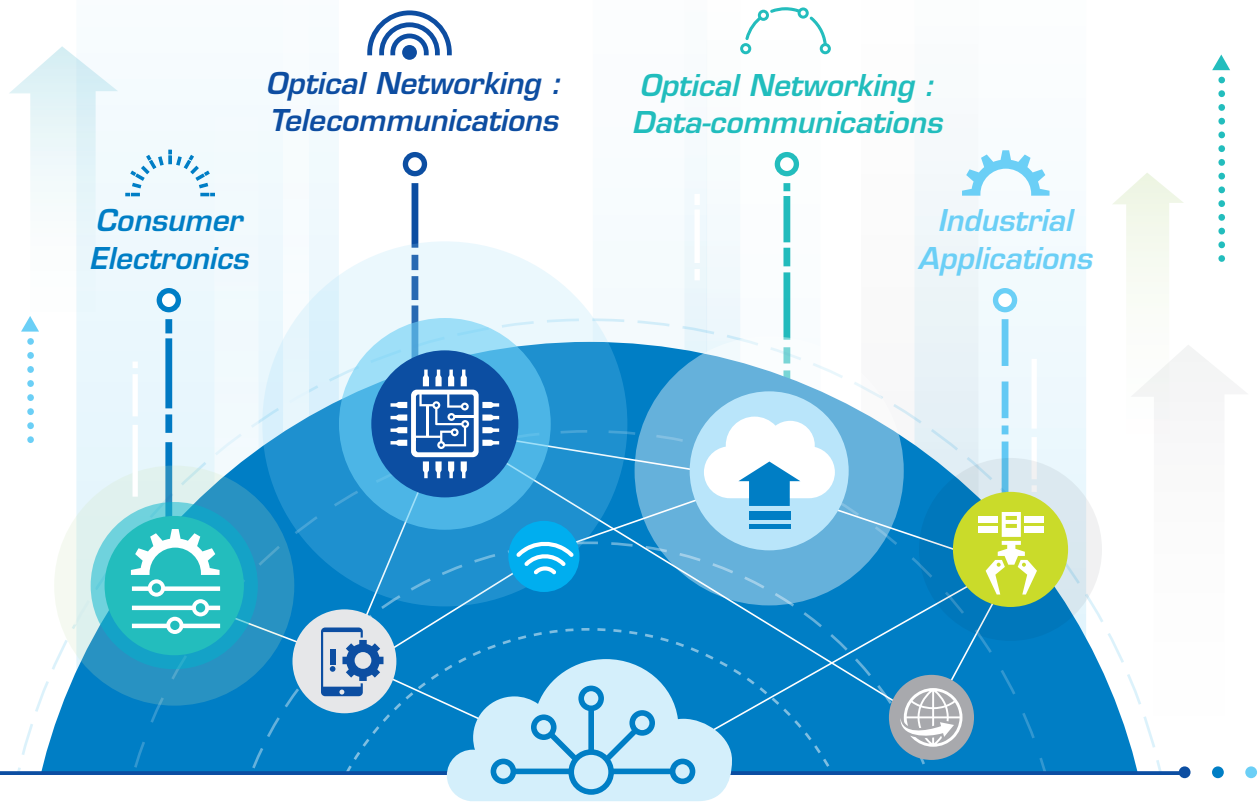 Optical Networking :
Telecommunications
Optical Networking :
Data-communications
Consumer
Electronics
Industrial
Applications